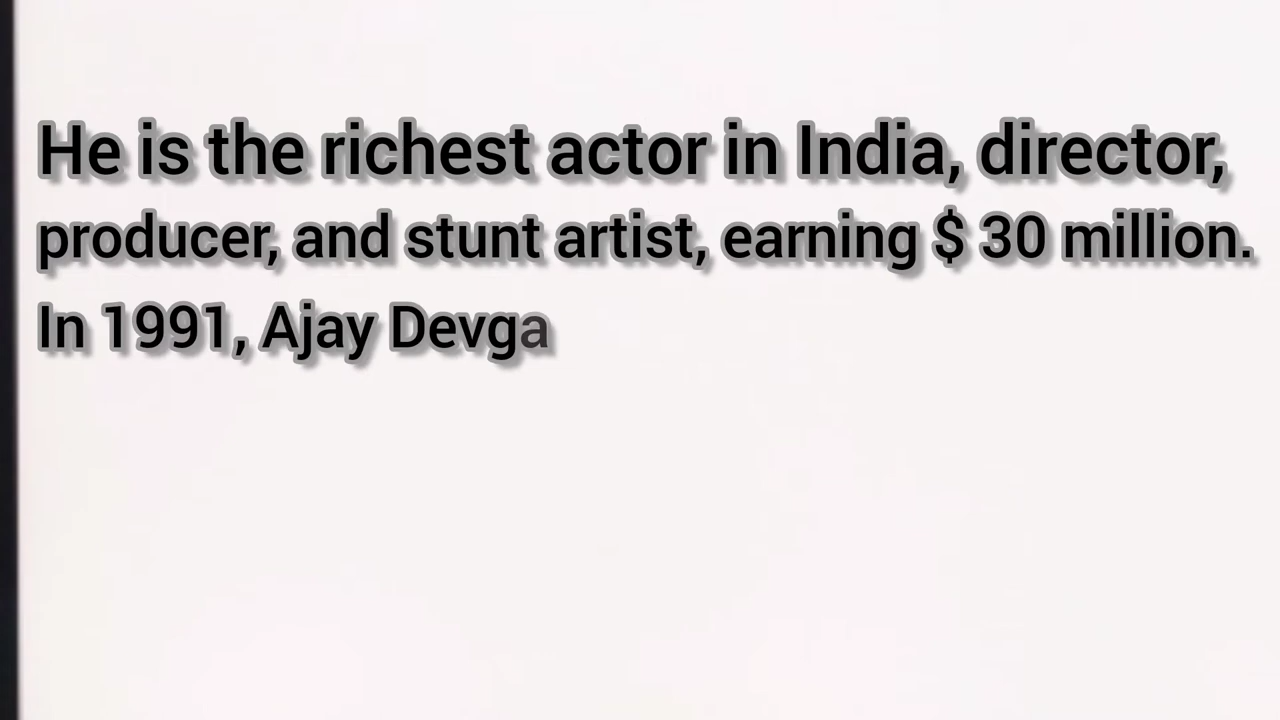 He is the richest actor in India, director,
producer, and stunt artist, earning $ 30 million.
In 1991, Ajay Devga